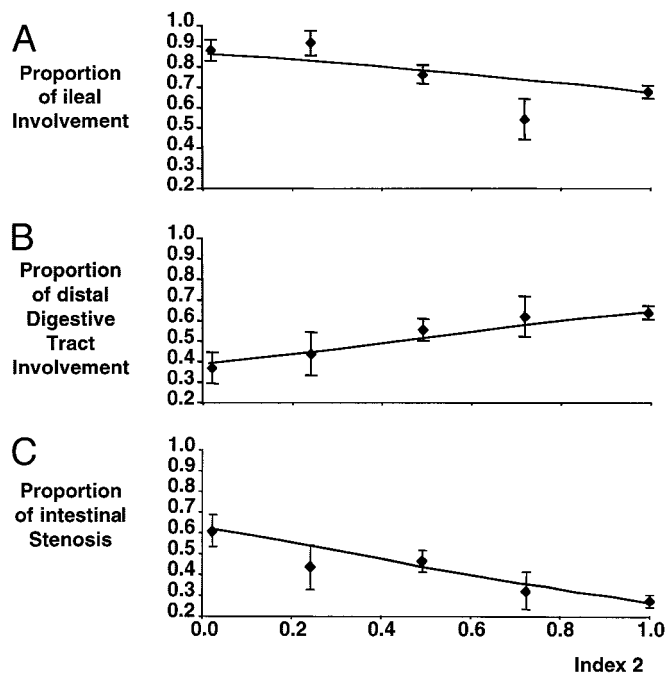 A
Proportion
of ileal
Involvement
1.0
0.9
0.8
0.7
0.6
0.5
0.4
0.3
0.2
B
Proportion
of distal
Digestive
Tract
Involvement
1.0
0.9
0.8
0.7
0.6
0.5
0.4
0.3
0.2
C
Proportion
of intestinal
Stenosis
1.0
0.9
0.8
0.7
0.6
0.5
0.4
0.3
0.2
0.0 0.2 0.4 0.6 0.8 1.0
Index 2